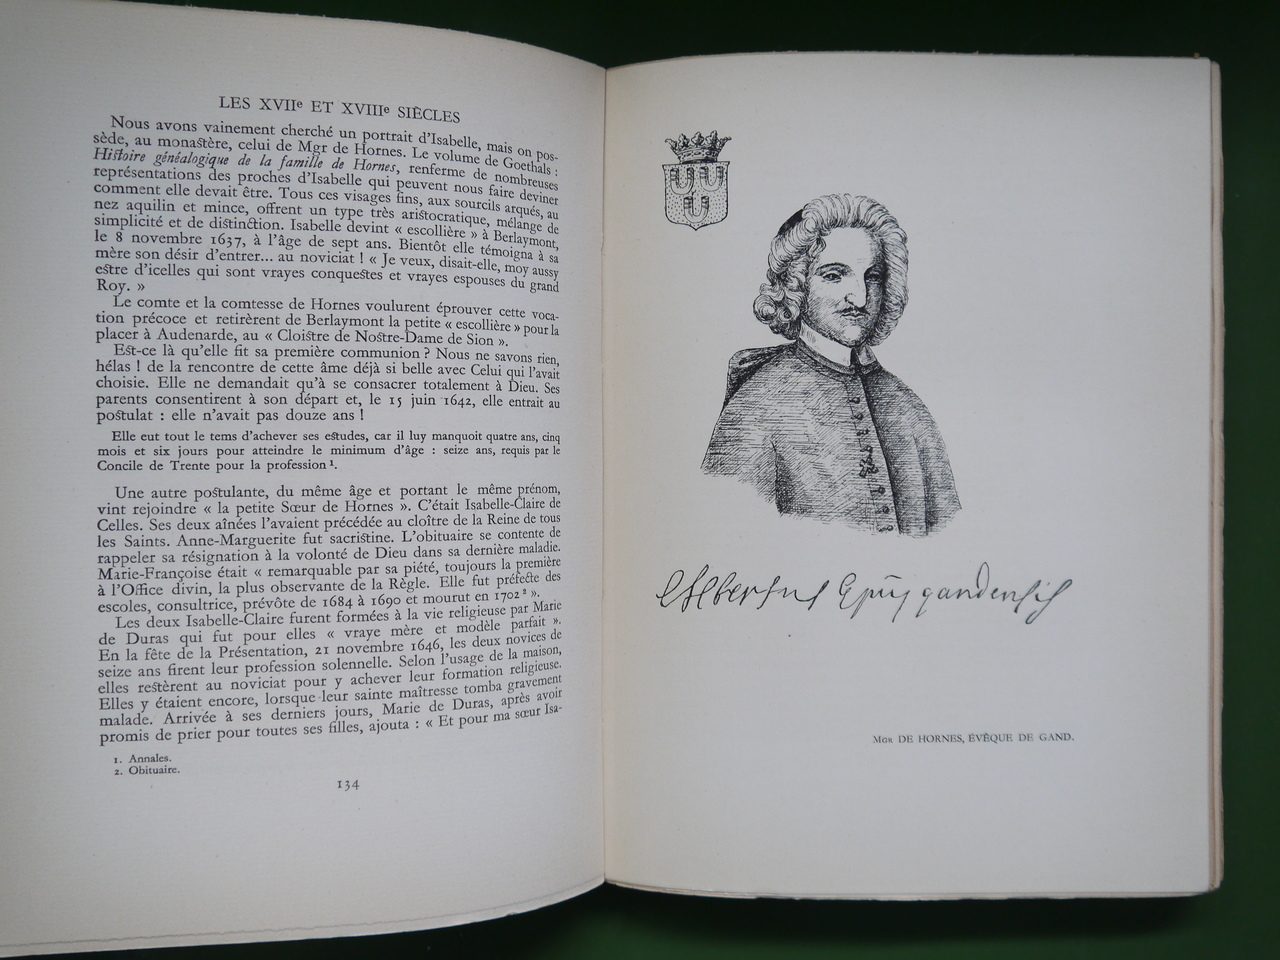 LES XVIIe ET XVIIIe SIÈCLES
Nous avons vainement cherché un portrait d'Isabelle, mais on pos-
sède, au monastère, celui de Mgr de Hornes. Le volume de Goethals :
Histoire généalogique de la famille de Hornes, renferme de nombreuses
représentations des proches d'Isabelle qui peuvent nous faire deviner
comment elle devait être. Tous ces visages fins, aux sourcils arqués, au
nez aquilin et mince, offrent un type très aristocratique, mélange de
simplicité et de distinction. Isabelle devint « escollière » à Berlaymont,
le 8 novembre 1637, à l'âge de sept ans. Bientôt elle témoigna à sa
mère son désir d'entrer... au noviciat ! « Je veux, disait-elle, moy aussy
estre d'icelles qui sont vrayes conquestes et vrayes espouses du grand
Roy. »
Le comte et la comtesse de Hornes voulurent éprouver cette voca-
tion précoce et retirèrent de Berlaymont la petite « escollière » pour la
placer à Audenarde, au « Cloistre de Nostre-Dame de Sion ».
Est-ce là qu'elle fit sa première communion ? Nous ne savons rien,
hélas ! de la rencontre de cette âme déjà si belle avec Celui qui l'avait
choisie. Elle ne demandait qu'à se consacrer totalement à Dieu. Ses
parents consentirent à son départ et, le 15 juin 1642, elle entrait au
postulat : elle n'avait pas douze ans !
Elle eut tout le tems d'achever ses estudes, car il luy manquoit quatre ans, cinq
mois et six jours pour atteindre le minimum d'âge : seize ans, requis par le
Concile de Trente pour la profession 1.
Une autre postulante, du même âge et portant le même prénom,
vint rejoindre « la petite Sœur de Hornes ». C'était Isabelle-Claire de
Celles. Ses deux aînées l'avaient précédée au cloître de la Reine de tous
les Saints. Anne-Marguerite fut sacristine. L'obituaire se contente de
rappeler sa résignation à la volonté de Dieu dans sa dernière maladie.
Marie-Françoise était « remarquable par sa piété, toujours la première
à l'Office divin, la plus observante de la Règle. Elle fut préfecte des
escoles, consultrice, prévôte de 1684 à 1690 et mourut en 1702 2 ».
Les deux Isabelle-Claire furent formées à la vie religieuse par Marie
de Duras qui fut pour elles « vraye mère et modèle parfait ».
En la fête de la Présentation, 21 novembre 1646, les deux novices de
seize ans firent leur profession solennelle. Selon l'usage de la maison,
elles restèrent au noviciat pour y achever leur formation religieuse.
Elles y étaient encore, lorsque leur sainte maîtresse tomba gravement
malade. Arrivée à ses derniers jours, Marie de Duras, après avoir
promis de prier pour toutes ses filles, ajouta : « Et pour ma sœur Isa-
1. Annales.
2. Obituaire.
134
Albertus Epūs gandensis
Mgr DE HORNES, ÉVÊQUE DE GAND.